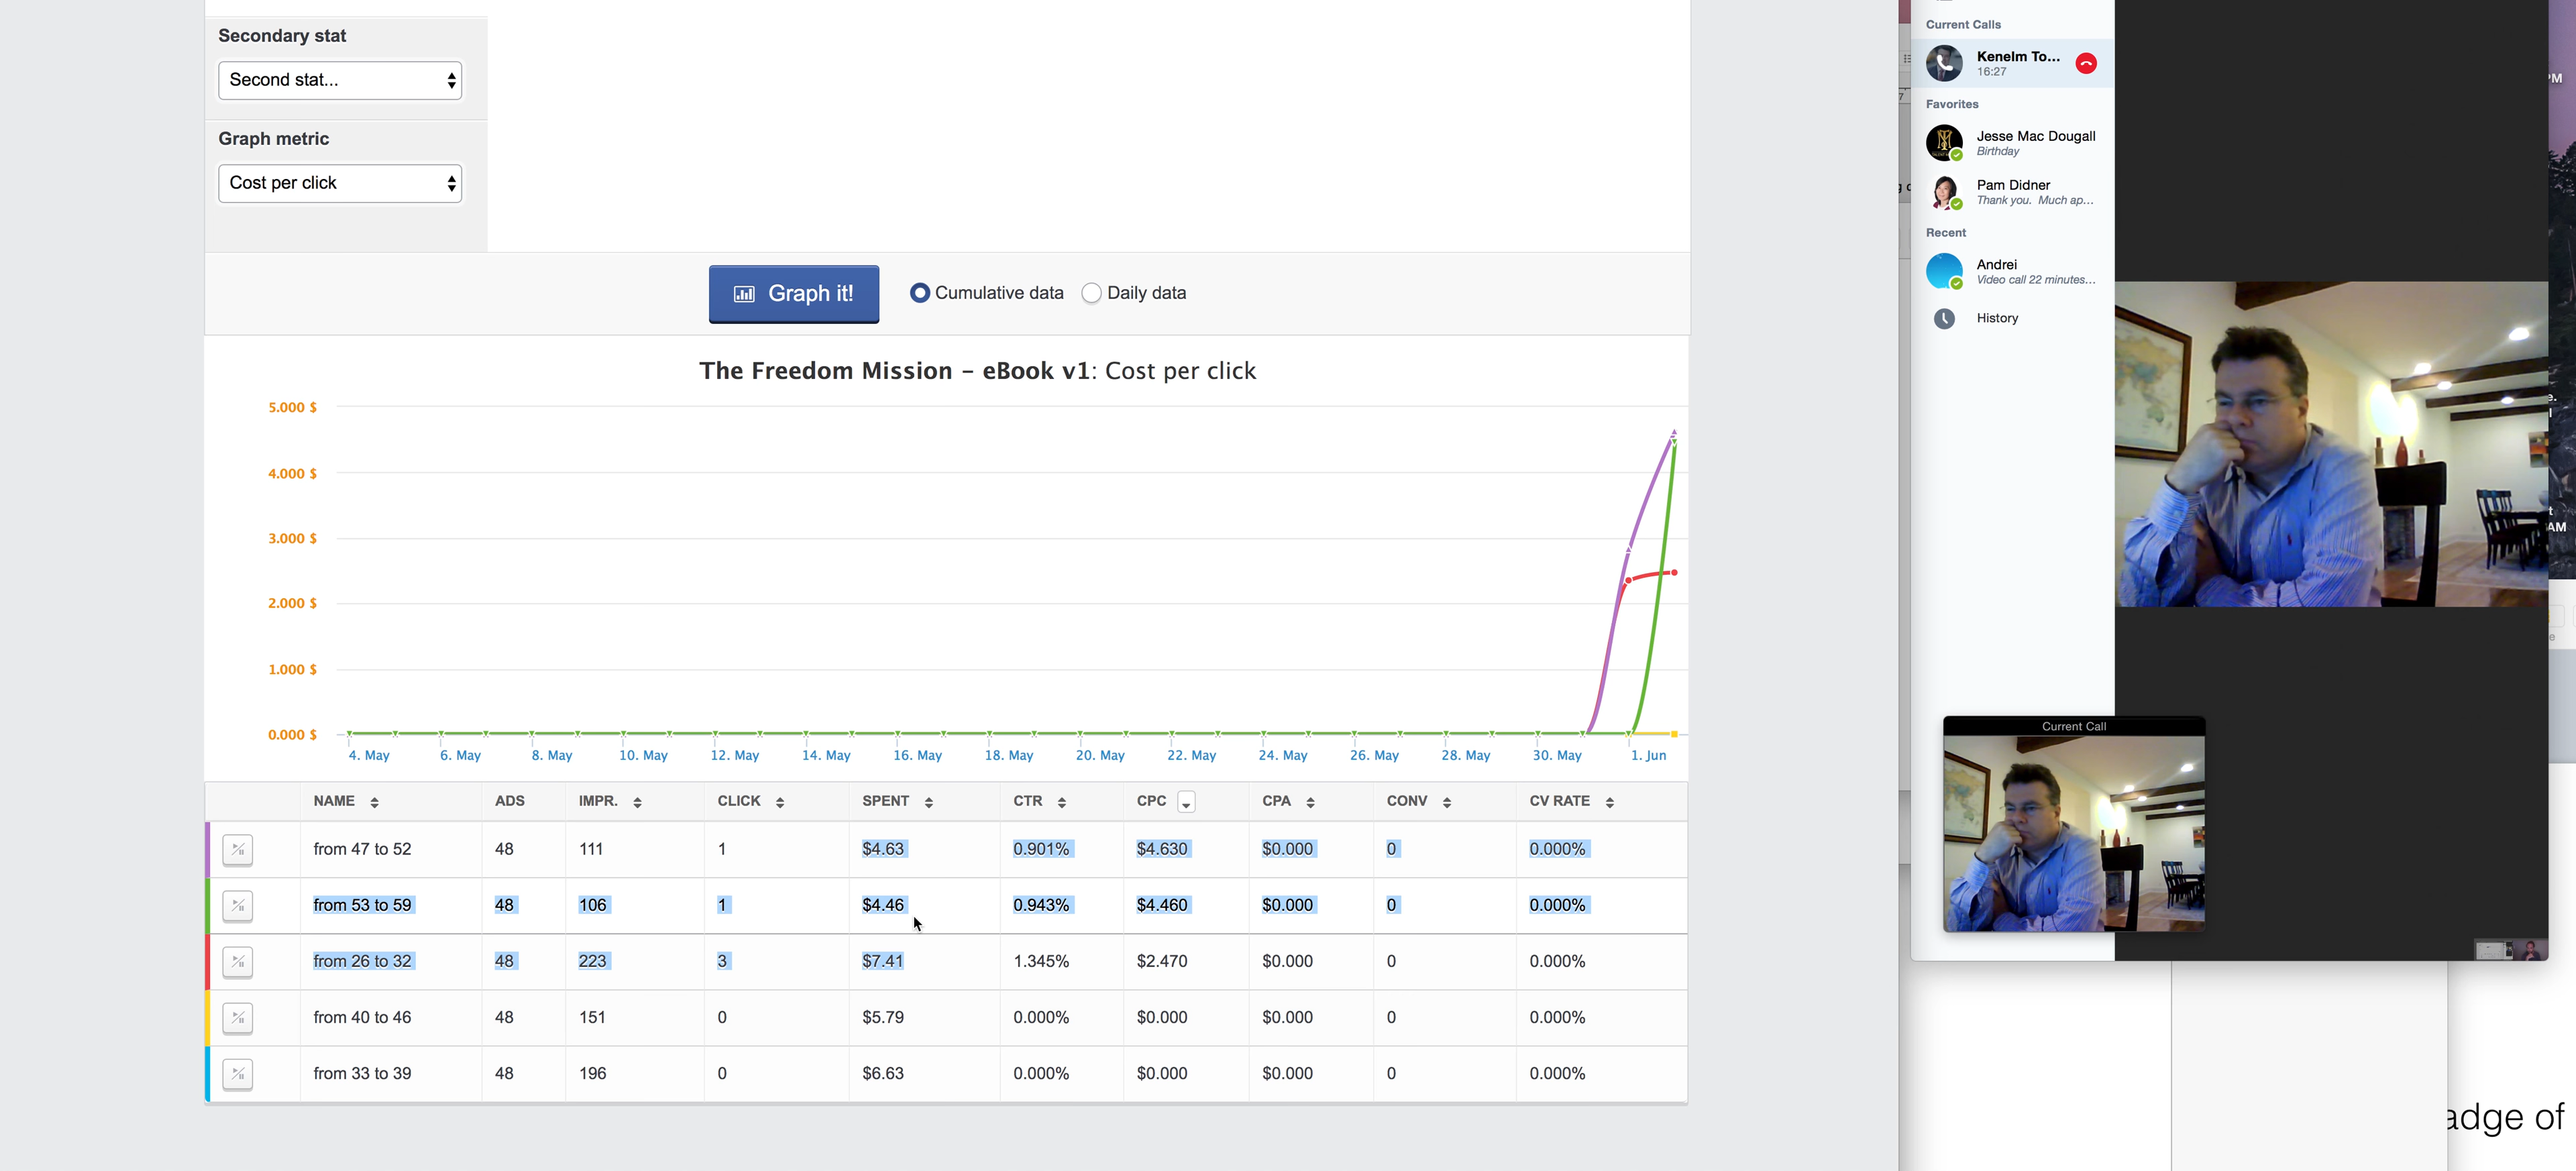 Secondary stat
Second stat...
Graph metric
Cost per click
Graph it!
Cumulative data
Daily data
The Freedom Mission – eBook v1: Cost per click
5.000 $
4.000 $
3.000 $
2.000 $
1.000 $
0.000 $
4. May 6. May 8. May 10. May 12. May 14. May 16. May 18. May 20. May 22. May 24. May 26. May 28. May 30. May 1. Jun
NAME ADS IMPR. CLICK SPENT CTR CPC CPA CONV CV RATE
from 47 to 52 48 111 1 $4.63 0.901% $4.630 $0.000 0 0.000%
from 53 to 59 48 106 1 $4.46 0.943% $4.460 $0.000 0 0.000%
from 26 to 32 48 223 3 $7.41 1.345% $2.470 $0.000 0 0.000%
from 40 to 46 48 151 0 $5.79 0.000% $0.000 $0.000 0 0.000%
from 33 to 39 48 196 0 $6.63 0.000% $0.000 $0.000 0 0.000%
Current Calls
Kenelm To...
16:27
Favorites
Jesse Mac Dougall
Birthday
Pam Didner
Thank you. Much ap...
Recent
Andrei
Video call 22 minutes...
History
Current Call
PM
AM
adge of